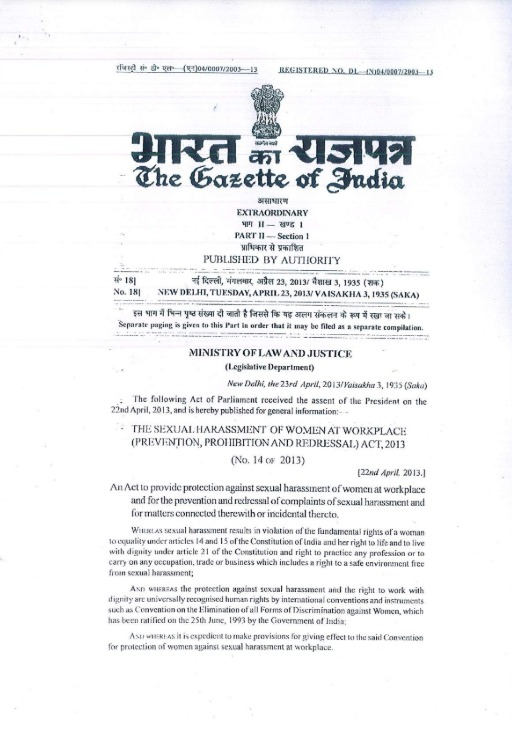 रजिस्ट्री सं० डी० एल०—(एन)04/0007/2003—13 REGISTERED NO. DL—(N)04/0007/2003—13
भारत का राजपत्र
The Gazette of India
असाधारण
EXTRAORDINARY
भाग II — खण्ड 1
PART II — Section 1
प्राधिकार से प्रकाशित
PUBLISHED BY AUTHORITY
सं० 18] नई दिल्ली, मंगलवार, अप्रैल 23, 2013/ वैशाख 3, 1935 (शक)
No. 18] NEW DELHI, TUESDAY, APRIL 23, 2013/ VAISAKHA 3, 1935 (SAKA)
इस भाग में भिन्न पृष्ठ संख्या दी जाती है जिससे कि यह अलग संकलन के रूप में रखा जा सके।
Separate paging is given to this Part in order that it may be filed as a separate compilation.
MINISTRY OF LAW AND JUSTICE
(Legislative Department)
New Delhi, the 23rd April, 2013/Vaisakha 3, 1935 (Saka)
The following Act of Parliament received the assent of the President on the
22nd April, 2013, and is hereby published for general information:—
THE SEXUAL HARASSMENT OF WOMEN AT WORKPLACE
(PREVENTION, PROHIBITION AND REDRESSAL) ACT, 2013
(No. 14 OF 2013)
[22nd April, 2013.]
An Act to provide protection against sexual harassment of women at workplace
and for the prevention and redressal of complaints of sexual harassment and
for matters connected therewith or incidental thereto.
WHEREAS sexual harassment results in violation of the fundamental rights of a woman
to equality under articles 14 and 15 of the Constitution of India and her right to life and to live
with dignity under article 21 of the Constitution and right to practice any profession or to
carry on any occupation, trade or business which includes a right to a safe environment free
from sexual harassment;
AND WHEREAS the protection against sexual harassment and the right to work with
dignity are universally recognised human rights by international conventions and instruments
such as Convention on the Elimination of all Forms of Discrimination against Women, which
has been ratified on the 25th June, 1993 by the Government of India;
AND WHEREAS it is expedient to make provisions for giving effect to the said Convention
for protection of women against sexual harassment at workplace.